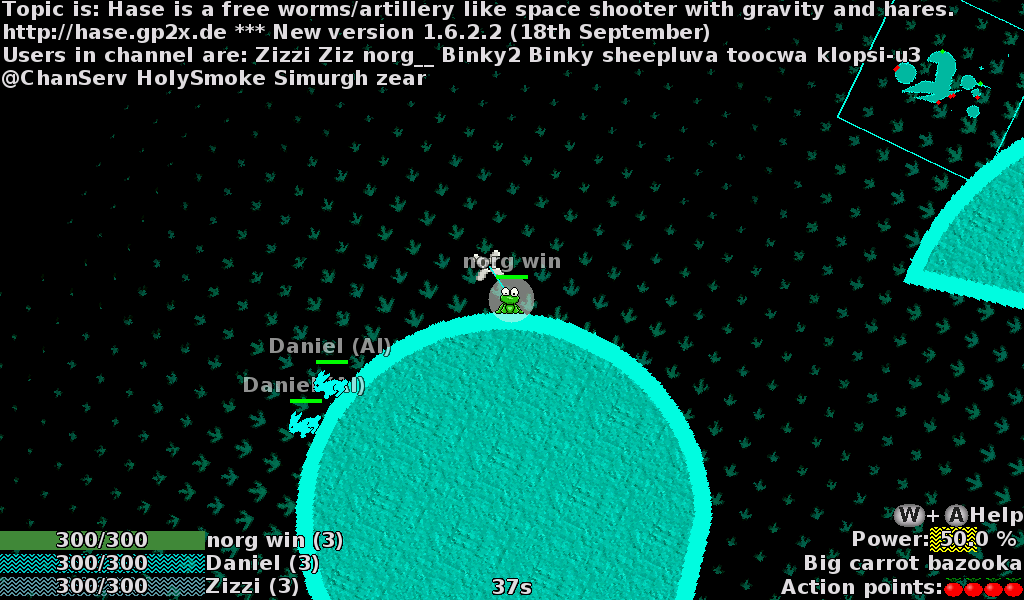 Topic is: Hase is a free worms/artillery like space shooter with gravity and hares.
http://hase.gp2x.de *** New version 1.6.2.2 (18th September)
Users in channel are: Zizzi Ziz norg__ Binky2 Binky sheepluva toocwa klopsi-u3
@ChanServ HolySmoke Simurgh zear
norg win
Daniel (AI)
Daniel (AI)
W + A Help
300/300 norg win (3)
Power: 50.0 %
300/300 Daniel (3)
Big carrot bazooka
300/300 Zizzi (3)
37s
Action points: